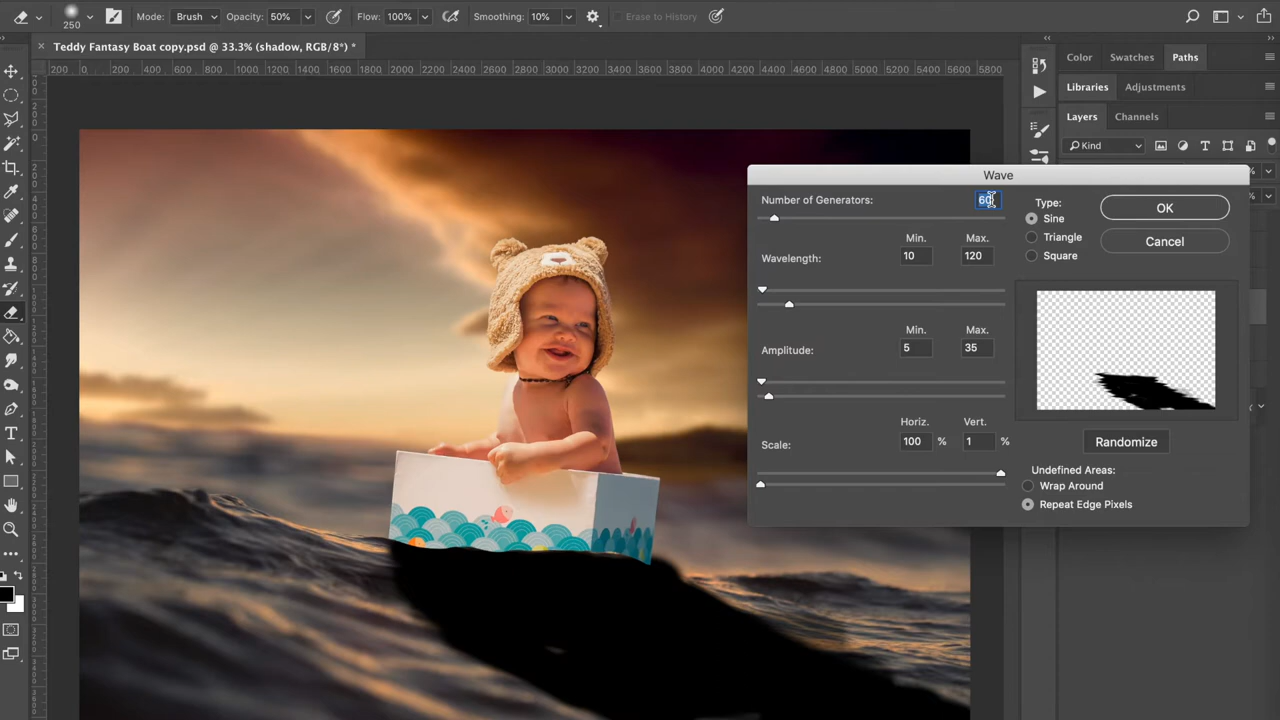 Mode: Brush Opacity: 50% Flow: 100% Smoothing: 10% Erase to History
250
Teddy Fantasy Boat copy.psd @ 33.3% (shadow, RGB/8*) *
200 0 200 400 600 800 1000 1200 1400 1600 1800 2000 2200 2400 2600 2800 3000 3200 3400 3600 3800 4000 4200 4400 4600 4800 5000 5200 5400 5600 5800
Color Swatches Paths
Libraries Adjustments
Layers Channels
Kind
Wave
Number of Generators: 60
Type:
Sine
Triangle
Square
OK
Cancel
Min. Max.
Wavelength: 10 120
Min. Max.
Amplitude: 5 35
Horiz. Vert.
Scale: 100 % 1 %
Randomize
Undefined Areas:
Wrap Around
Repeat Edge Pixels